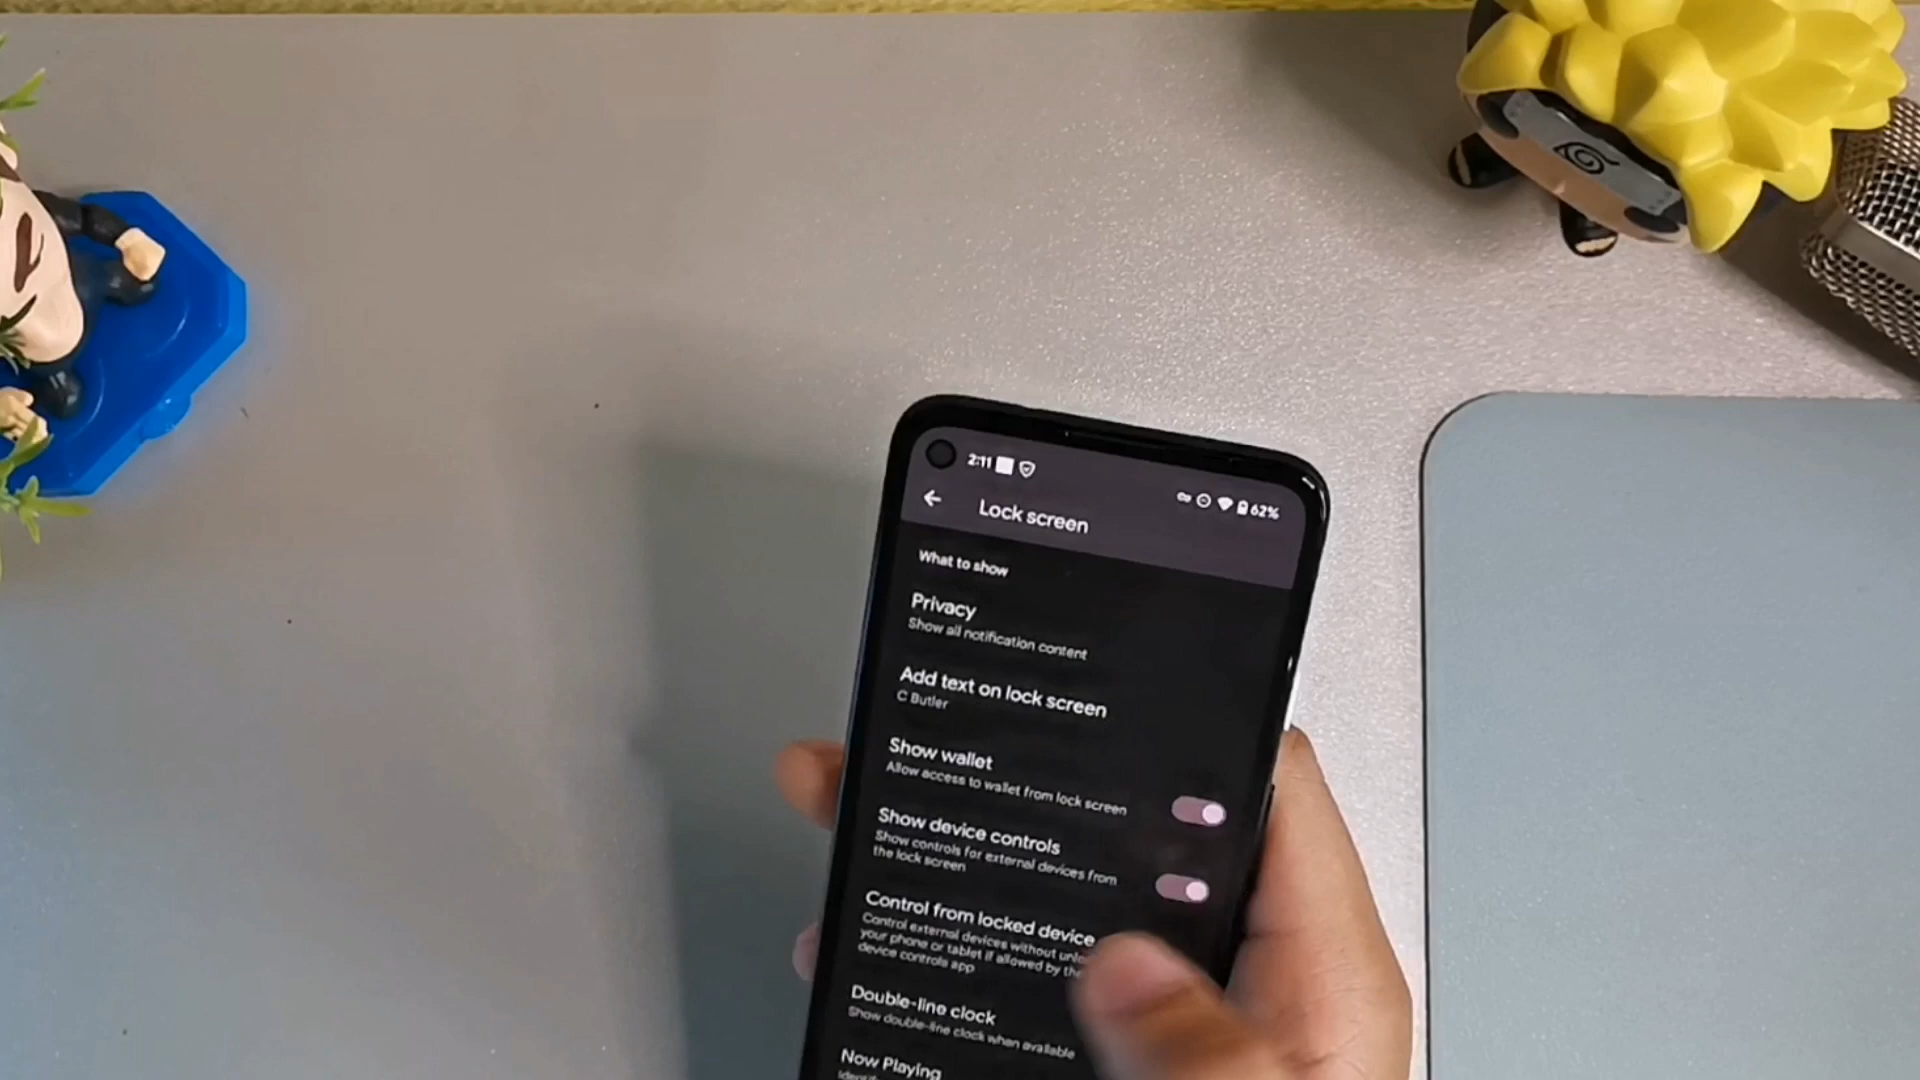 2:11
62%
Lock screen
What to show
Privacy
Show all notification content
Add text on lock screen
C Butler
Show wallet
Allow access to wallet from lock screen
Show device controls
Show controls for external devices from
the lock screen
Control from locked device
Control external devices without
your phone or tablet if allowed by the
device controls app
Double-line clock
Show double-line clock when available
Now Playing